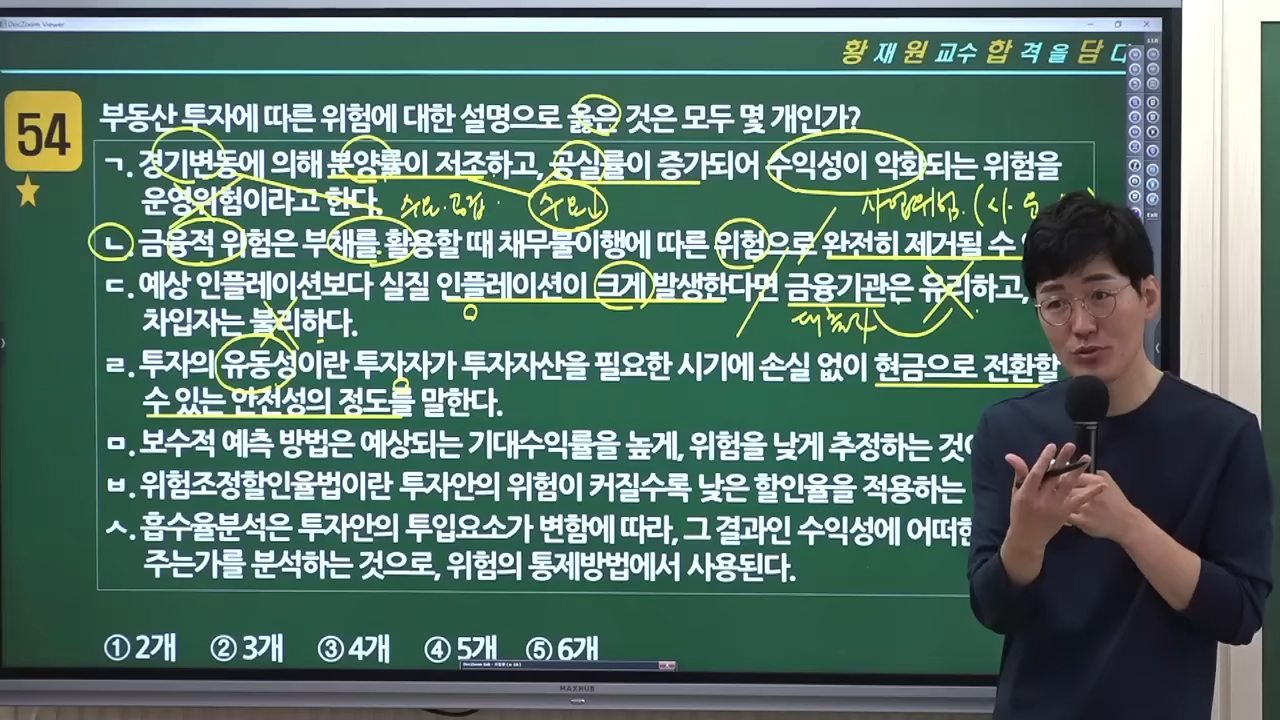 DocZoom Viewer
황재원 교수 합격을 담
54
부동산 투자에 따른 위험에 대한 설명으로 옳은 것은 모두 몇 개인가?
ㄱ. 경기변동에 의해 분양률이 저조하고, 공실률이 증가되어 수익성이 악화되는 위험을
운영위험이라고 한다. 수요·공급 사업위험. (시·운
ㄴ. 금융적 위험은 부채를 활용할 때 채무불이행에 따른 위험으로 완전히 제거될 수
ㄷ. 예상 인플레이션보다 실질 인플레이션이 크게 발생한다면 금융기관은 유리하고,
차입자는 불리하다. 대출자
ㄹ. 투자의 유동성이란 투자자가 투자자산을 필요한 시기에 손실 없이 현금으로 전환할
수 있는 안전성의 정도를 말한다.
ㅁ. 보수적 예측 방법은 예상되는 기대수익률을 높게, 위험을 낮게 추정하는
ㅂ. 위험조정할인율법이란 투자안의 위험이 커질수록 낮은 할인율을 적용하는
ㅅ. 흡수율분석은 투자안의 투입요소가 변함에 따라, 그 결과인 수익성에
주는가를 분석하는 것으로, 위험의 통제방법에서 사용된다.
① 2개 ② 3개 ③ 4개 ④ 5개 ⑤ 6개
MAXHUE